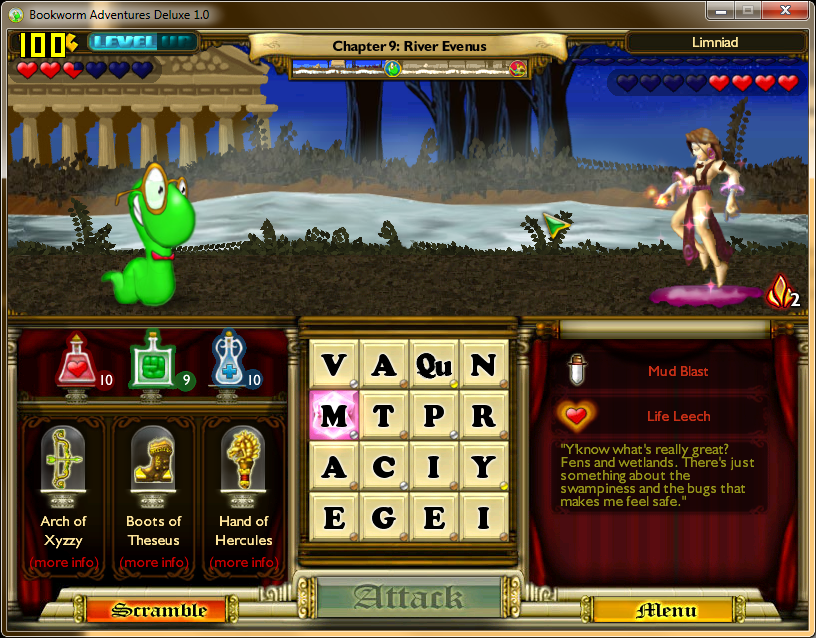 Bookworm Adventures Deluxe 1.0
100%
LEVEL UP
Chapter 9: River Evenus
Limniad
2
10
9
10
Arch of
Xyzzy
(more info)
Boots of
Theseus
(more info)
Hand of
Hercules
(more info)
V A Qu N
M T P R
A C I Y
E G E I
Mud Blast
Life Leech
"Y'know what's really great?
Fens and wetlands. There's just
something about the
swampiness and the bugs that
makes me feel safe."
Scramble
Attack
Menu